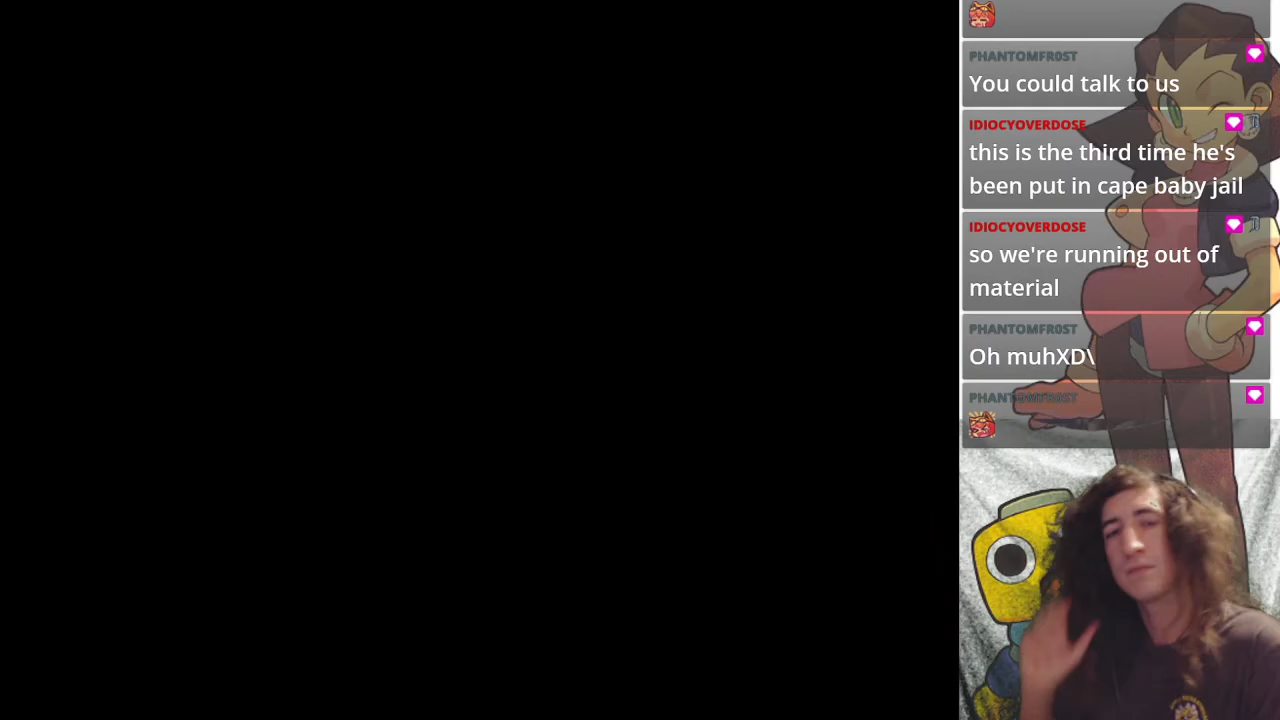 PHANTOMFR0ST
You could talk to us
IDIOCYOVERDOSE
this is the third time he's
been put in cape baby jail
IDIOCYOVERDOSE
so we're running out of
material
PHANTOMFR0ST
Oh muhXD\
PHANTOMFR0ST